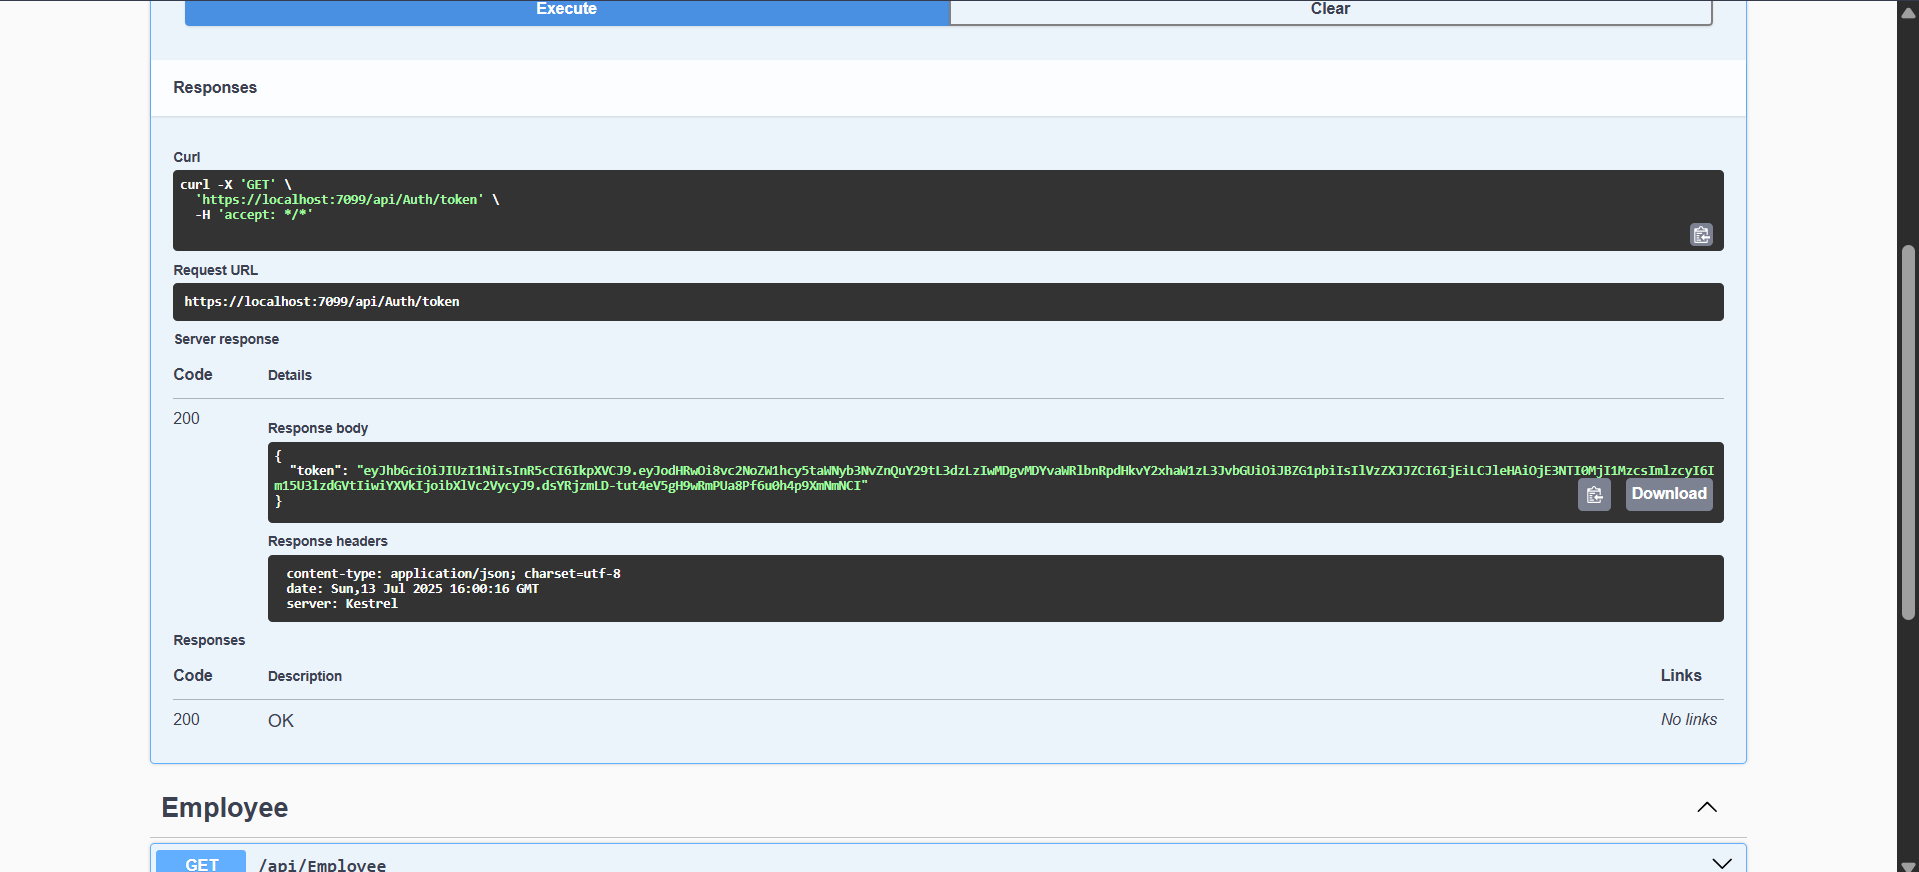 Execute
Clear
Responses
Curl
curl -X 'GET' \
'https://localhost:7099/api/Auth/token' \
-H 'accept: */*'
Request URL
https://localhost:7099/api/Auth/token
Server response
Code Details
200
Response body
{
"token": "eyJhbGciOiJIUzI1NiIsInR5cCI6IkpXVCJ9.eyJodHRwOi8vc2NoZW1hcy5taWNyb3NvZnQuY29tL3dzLzIwMDgvMDYvaWRlbnRpdHkvY2xhaW1zL3JvbGUiOiJBZG1pbiIsIlVzZXJJZCI6IjEiLCJleHAiOjE3NTI0MjI1MzcsImlzcyI6I
m15U3lzdGVtIiwiYXVkIjoibXlVc2VycyJ9.dsYRjzmLD-tut4eV5gH9wRmPUa8Pf6u0h4p9XmNmNCI"
}
Download
Response headers
content-type: application/json; charset=utf-8
date: Sun,13 Jul 2025 16:00:16 GMT
server: Kestrel
Responses
Code Description Links
200 OK No links
Employee
GET /api/Employee